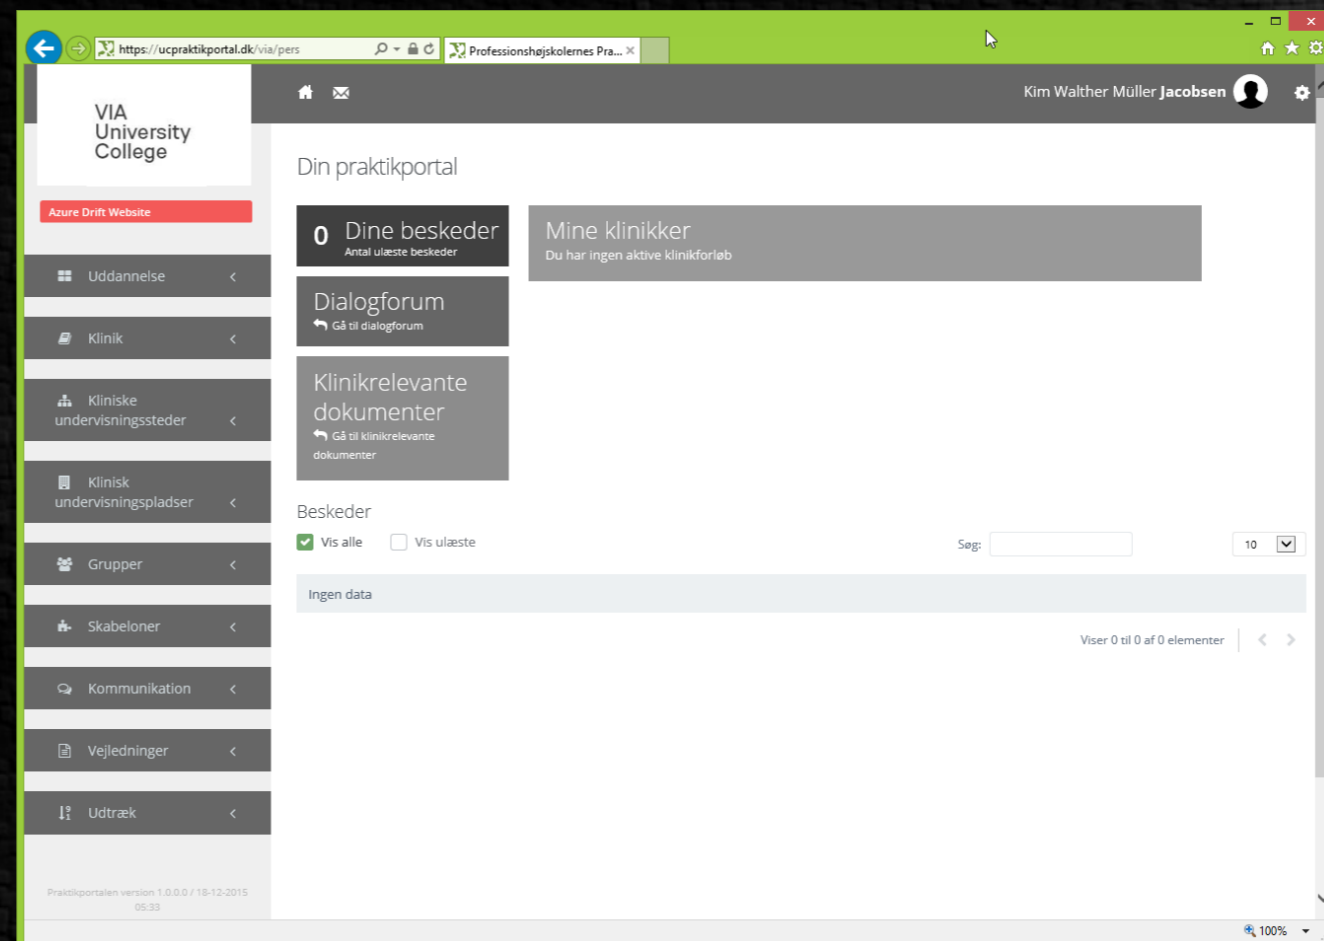 https://ucpraktikportal.dk/via/pers
Professionshøjskolernes Pra...
VIA
University
College
Kim Walther Müller Jacobsen
Azure Drift Website
Uddannelse
Klinik
Kliniske
undervisningssteder
Klinisk
undervisningspladser
Grupper
Skabeloner
Kommunikation
Vejledninger
Udtræk
Praktikportalen version 1.0.0.0 / 18-12-2015
05:33
Din praktikportal
0 Dine beskeder
Antal ulæste beskeder
Mine klinikker
Du har ingen aktive klinikforløb
Dialogforum
Gå til dialogforum
Klinikrelevante
dokumenter
Gå til klinikrelevante
dokumenter
Beskeder
Vis alle Vis ulæste
Søg:
10
Ingen data
Viser 0 til 0 af 0 elementer
100%